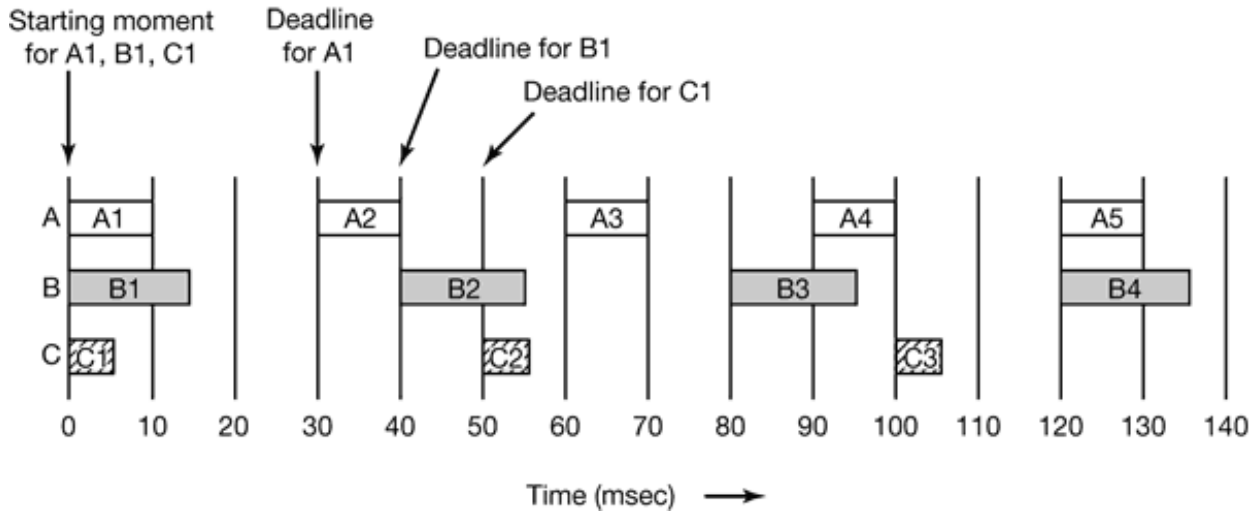 Starting moment
for A1, B1, C1
Deadline
for A1
Deadline for B1
Deadline for C1
A A1 A2 A3 A4 A5
B B1 B2 B3 B4
C C1 C2 C3
0 10 20 30 40 50 60 70 80 90 100 110 120 130 140
Time (msec)